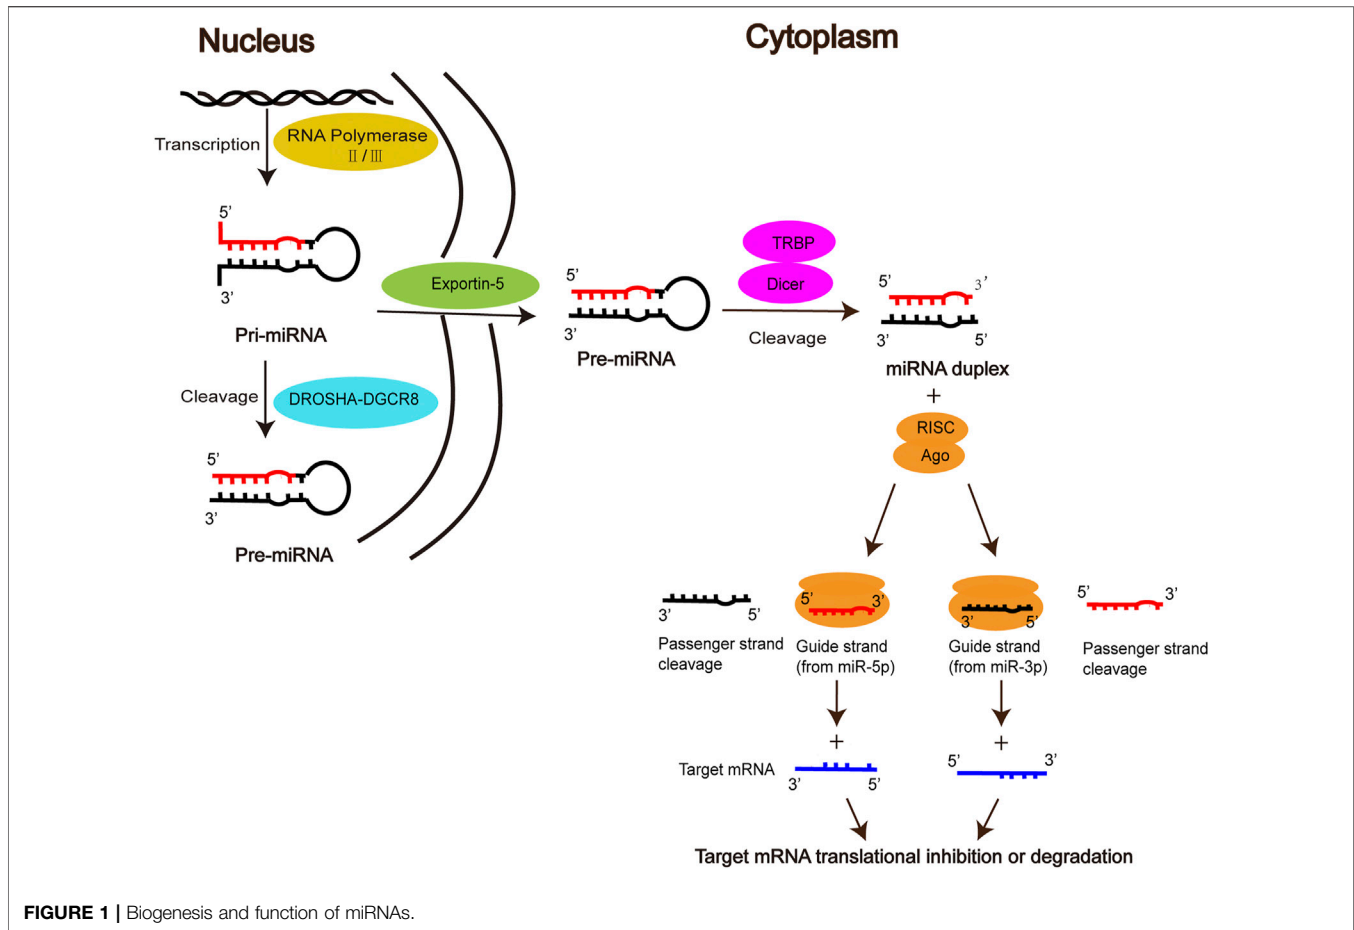 Nucleus
Cytoplasm
Transcription
RNA Polymerase
Ⅱ / Ⅲ
5’
3’
Pri-miRNA
Cleavage
DROSHA-DGCR8
5’
3’
Pre-miRNA
Exportin-5
5’
3’
Pre-miRNA
TRBP
Dicer
Cleavage
5’
3’
3’
5’
miRNA duplex
+
RISC
Ago
3’
5’
Passenger strand
cleavage
5’
3’
Guide strand
(from miR-5p)
3’
5’
Guide strand
(from miR-3p)
5’
3’
Passenger strand
cleavage
+
+
Target mRNA
3’
5’
5’
3’
Target mRNA translational inhibition or degradation
FIGURE 1 | Biogenesis and function of miRNAs.